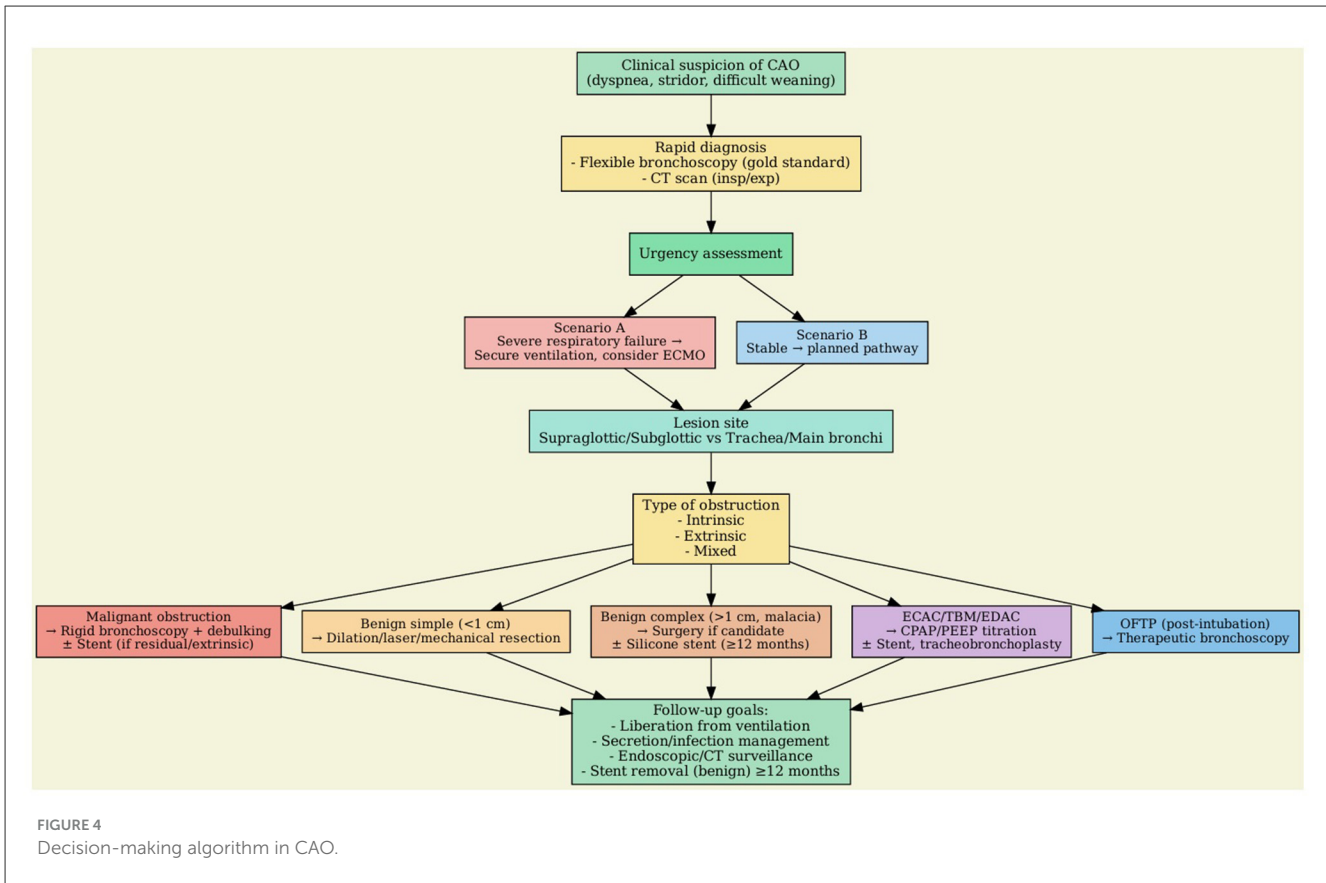 Clinical suspicion of CAO
(dyspnea, stridor, difficult weaning)
Rapid diagnosis
- Flexible bronchoscopy (gold standard)
- CT scan (insp/exp)
Urgency assessment
Scenario A
Severe respiratory failure →
Secure ventilation, consider ECMO
Scenario B
Stable → planned pathway
Lesion site
Supraglottic/Subglottic vs Trachea/Main bronchi
Type of obstruction
- Intrinsic
- Extrinsic
- Mixed
Malignant obstruction
→ Rigid bronchoscopy + debulking
± Stent (if residual/extrinsic)
Benign simple (<1 cm)
→ Dilation/laser/mechanical resection
Benign complex (>1 cm, malacia)
→ Surgery if candidate
± Silicone stent (≥12 months)
ECAC/TBM/EDAC
→ CPAP/PEEP titration
± Stent, tracheobronchoplasty
OFTP (post-intubation)
→ Therapeutic bronchoscopy
Follow-up goals:
- Liberation from ventilation
- Secretion/infection management
- Endoscopic/CT surveillance
- Stent removal (benign) ≥12 months
FIGURE 4
Decision-making algorithm in CAO.